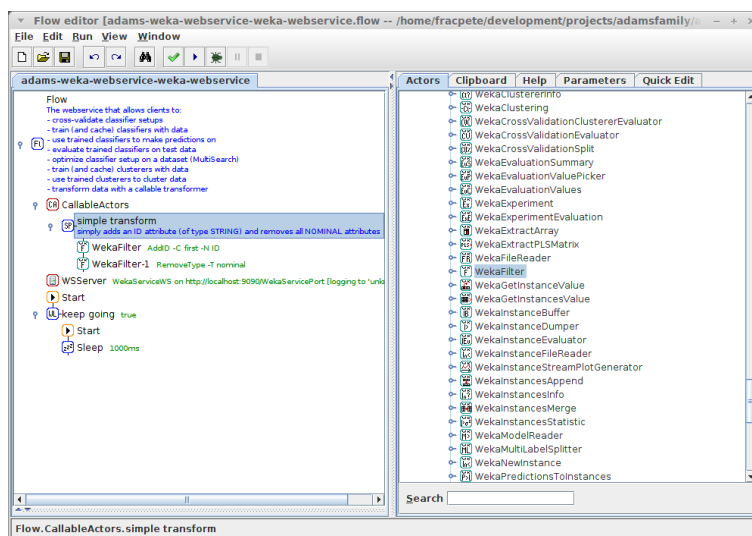 Flow editor [adams-weka-webservice-weka-webservice.flow -- /home/fracpete/development/projects/adamsfamily/
File Edit Run View Window
adams-weka-webservice-weka-webservice
Flow
The webservice that allows clients to:
- cross-validate classifier setups
- train (and cache) classifiers with data
- use trained classifiers to make predictions on
- evaluate trained classifiers on test data
- optimize classifier setup on a dataset (MultiSearch)
- train (and cache) clusterers with data
- use trained clusterers to cluster data
- transform data with a callable transformer
CallableActors
simple transform
simply adds an ID attribute (of type STRING) and removes all NOMINAL attributes
WekaFilter AddID -C first -N ID
WekaFilter-1 RemoveType -T nominal
WSServer WekaServiceWS on http://localhost:9090/WekaServicePort [logging to 'unk
Start
keep going true
Start
Sleep 1000ms
Actors Clipboard Help Parameters Quick Edit
WekaClustererInfo
WekaClustering
WekaCrossValidationClustererEvaluator
WekaCrossValidationEvaluator
WekaCrossValidationSplit
WekaEvaluationSummary
WekaEvaluationValuePicker
WekaEvaluationValues
WekaExperiment
WekaExperimentEvaluation
WekaExtractArray
WekaExtractPLSMatrix
WekaFileReader
WekaFilter
WekaGetInstanceValue
WekaGetInstancesValue
WekaInstanceBuffer
WekaInstanceDumper
WekaInstanceEvaluator
WekaInstanceFileReader
WekaInstanceStreamPlotGenerator
WekaInstancesAppend
WekaInstancesInfo
WekaInstancesMerge
WekaInstancesStatistic
WekaModelReader
WekaMultiLabelSplitter
WekaNewInstance
WekaPredictionsToInstances
Search
Flow.CallableActors.simple transform